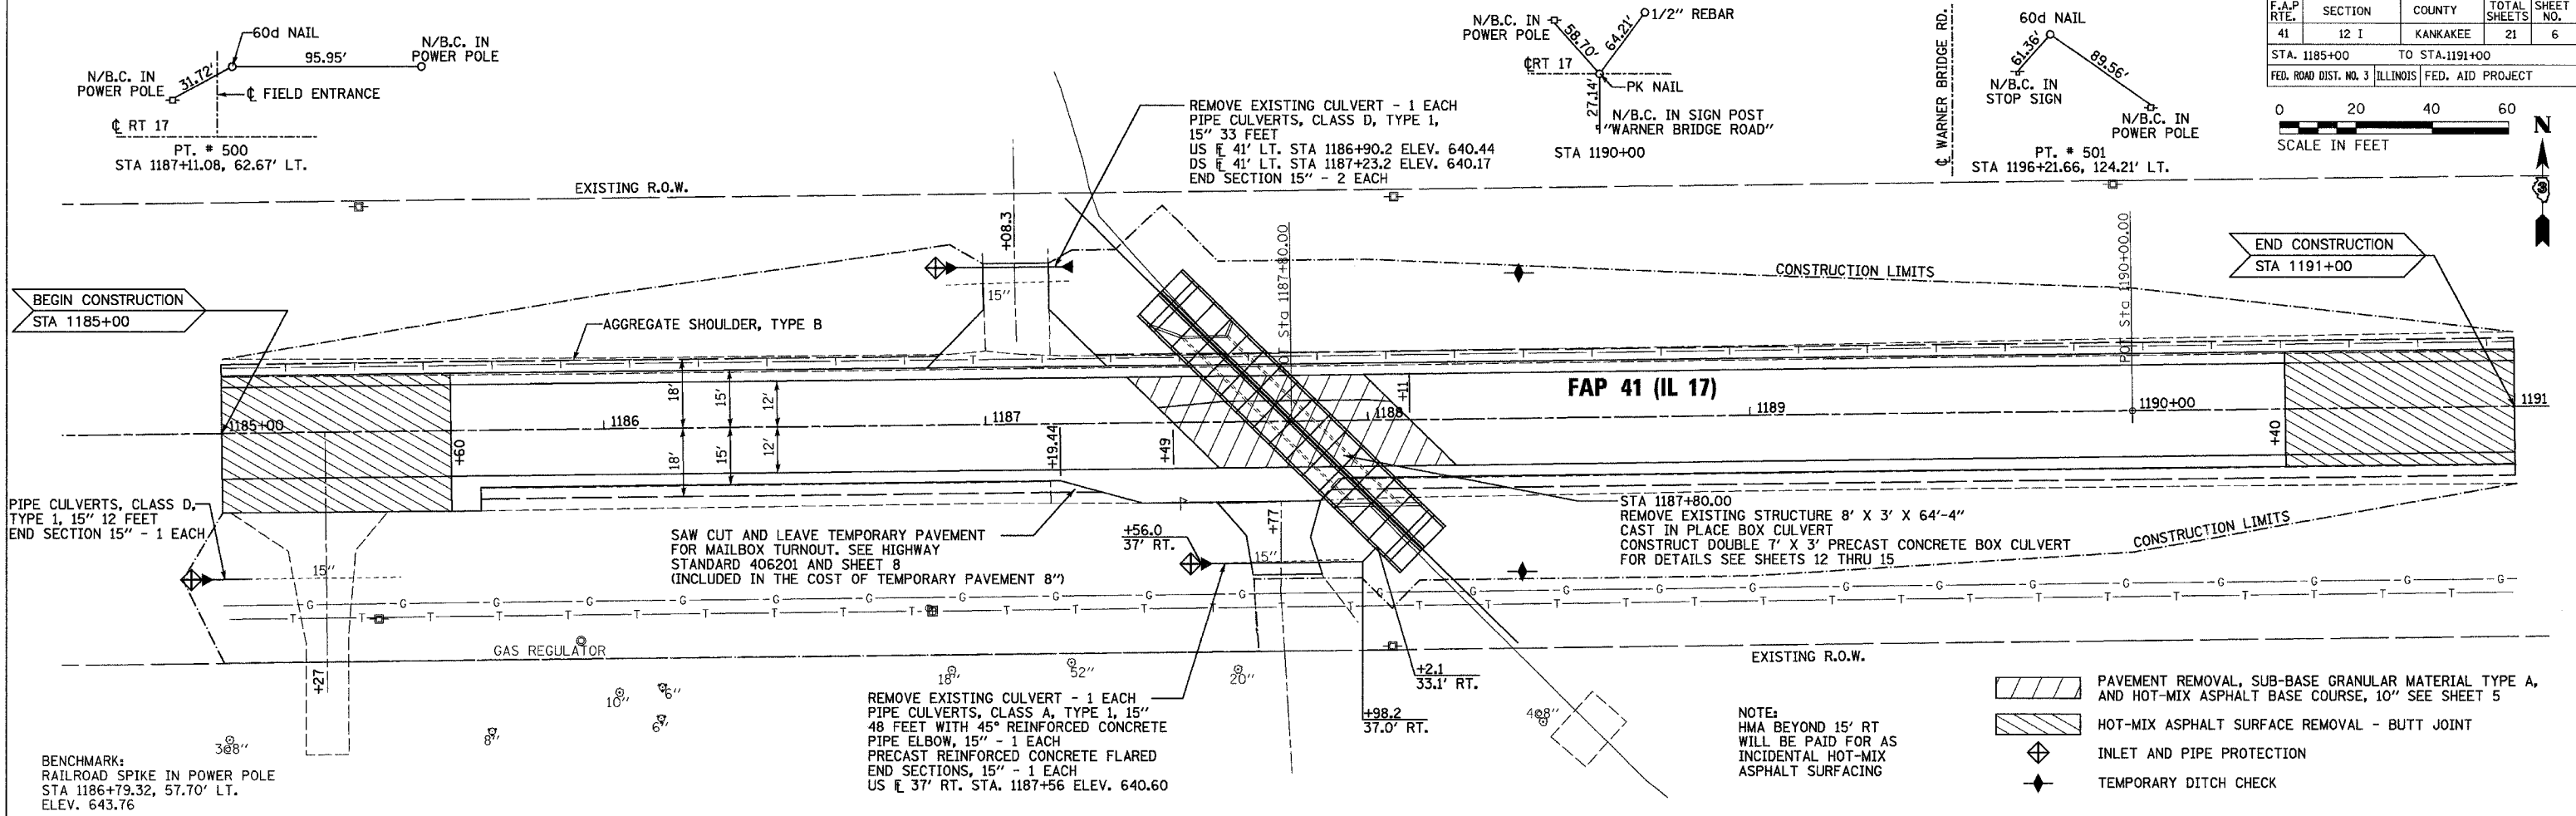 60d NAIL
95.95'
N/B.C. IN
POWER POLE
31.72'
N/B.C. IN
POWER POLE
℄ FIELD ENTRANCE
℄ RT 17
PT. # 500
STA 1187+11.08, 62.67' LT.
REMOVE EXISTING CULVERT - 1 EACH
PIPE CULVERTS, CLASS D, TYPE 1,
15" 33 FEET
US FL 41' LT. STA 1186+90.2 ELEV. 640.44
DS FL 41' LT. STA 1187+23.2 ELEV. 640.17
END SECTION 15" - 2 EACH
N/B.C. IN
POWER POLE
58.70'
64.21'
1/2" REBAR
℄RT 17
PK NAIL
27.14'
N/B.C. IN SIGN POST
"WARNER BRIDGE ROAD"
STA 1190+00
℄ WARNER BRIDGE RD.
60d NAIL
61.36'
89.56'
N/B.C. IN
STOP SIGN
N/B.C. IN
POWER POLE
PT. # 501
STA 1196+21.66, 124.21' LT.
F.A.P RTE. SECTION COUNTY TOTAL SHEETS SHEET NO.
41 12 I KANKAKEE 21 6
STA. 1185+00 TO STA.1191+00
FED. ROAD DIST. NO. 3 ILLINOIS FED. AID PROJECT
0 20 40 60
SCALE IN FEET
N
3
EXISTING R.O.W.
+08.3
15"
POT Sta 1187+80.00
POT Sta 1190+00.00
CONSTRUCTION LIMITS
END CONSTRUCTION
STA 1191+00
BEGIN CONSTRUCTION
STA 1185+00
AGGREGATE SHOULDER, TYPE B
18' 15' 12'
18' 15' 12'
1185+00
+60
1186
1187
+19.44
+49
1188
+11
FAP 41 (IL 17)
1189
1190+00
+40
1191
PIPE CULVERTS, CLASS D,
TYPE 1, 15" 12 FEET
END SECTION 15" - 1 EACH
15"
SAW CUT AND LEAVE TEMPORARY PAVEMENT
FOR MAILBOX TURNOUT. SEE HIGHWAY
STANDARD 406201 AND SHEET 8
(INCLUDED IN THE COST OF TEMPORARY PAVEMENT 8")
+56.0
37' RT.
+77
15"
STA 1187+80.00
REMOVE EXISTING STRUCTURE 8' X 3' X 64'-4"
CAST IN PLACE BOX CULVERT
CONSTRUCT DOUBLE 7' X 3' PRECAST CONCRETE BOX CULVERT
FOR DETAILS SEE SHEETS 12 THRU 15
CONSTRUCTION LIMITS
G G G G G G G G G G G G G G
T T T T T T T T T T T T T T
GAS REGULATOR
EXISTING R.O.W.
+27
3@8"
8"
10"
6"
6"
18"
52"
20"
4@8"
+2.1
33.1' RT.
+98.2
37.0' RT.
REMOVE EXISTING CULVERT - 1 EACH
PIPE CULVERTS, CLASS A, TYPE 1, 15"
48 FEET WITH 45° REINFORCED CONCRETE
PIPE ELBOW, 15" - 1 EACH
PRECAST REINFORCED CONCRETE FLARED
END SECTIONS, 15" - 1 EACH
US FL 37' RT. STA. 1187+56 ELEV. 640.60
BENCHMARK:
RAILROAD SPIKE IN POWER POLE
STA 1186+79.32, 57.70' LT.
ELEV. 643.76
NOTE:
HMA BEYOND 15' RT
WILL BE PAID FOR AS
INCIDENTAL HOT-MIX
ASPHALT SURFACING
PAVEMENT REMOVAL, SUB-BASE GRANULAR MATERIAL TYPE A,
AND HOT-MIX ASPHALT BASE COURSE, 10" SEE SHEET 5
HOT-MIX ASPHALT SURFACE REMOVAL - BUTT JOINT
INLET AND PIPE PROTECTION
TEMPORARY DITCH CHECK